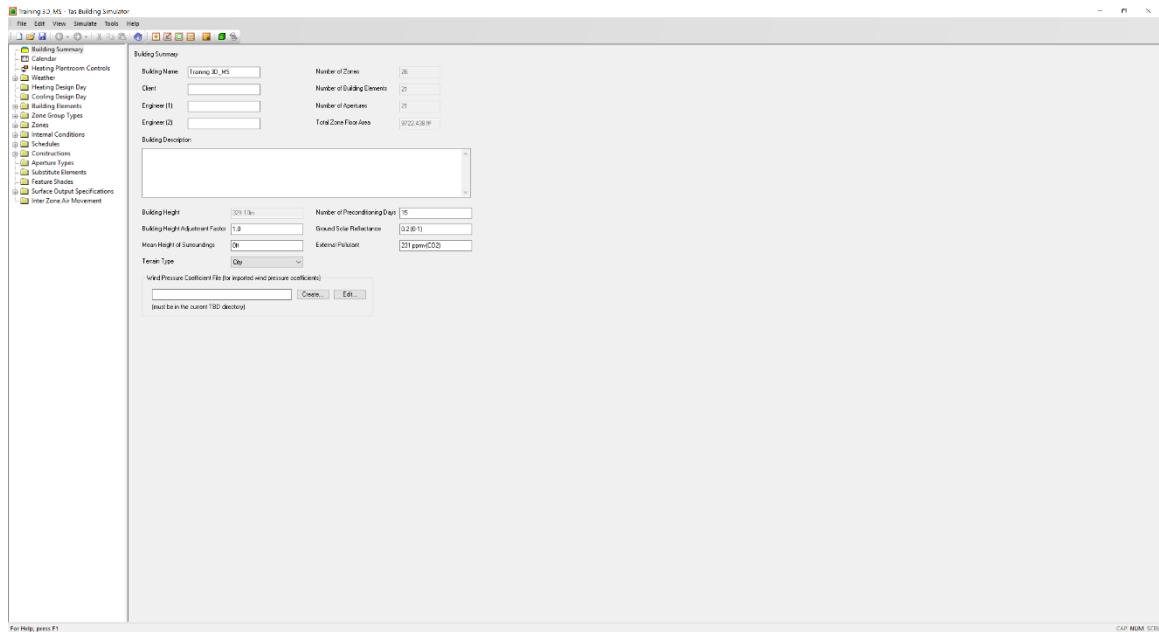 Training 3D_MS - Tas Building Simulator
File Edit View Simulate Tools Help
Building Summary
Calendar
Heating Plantroom Controls
Weather
Heating Design Day
Cooling Design Day
Building Elements
Zone Group Types
Zones
Internal Conditions
Schedules
Constructions
Aperture Types
Substitute Elements
Feature Shades
Surface Output Specifications
Inter Zone Air Movement
Building Summary
Building Name Training 3D_MS Number of Zones 26
Client Number of Building Elements 21
Engineer (1) Number of Apertures 21
Engineer (2) Total Zone Floor Area 9722.438 ft²
Building Description
Building Height
Number of Preconditioning Days 15
Building Height Adjustment Factor 1.0 Ground Solar Reflectance 0.2 (0-1)
Mean Height of Surroundings 0ft External Pollutant
Terrain Type City
Wind Pressure Coefficient File (for imported wind pressure coefficients)
Create... Edit...
(must be in the current TBD directory)
For Help, press F1
CAP NUM SCRL